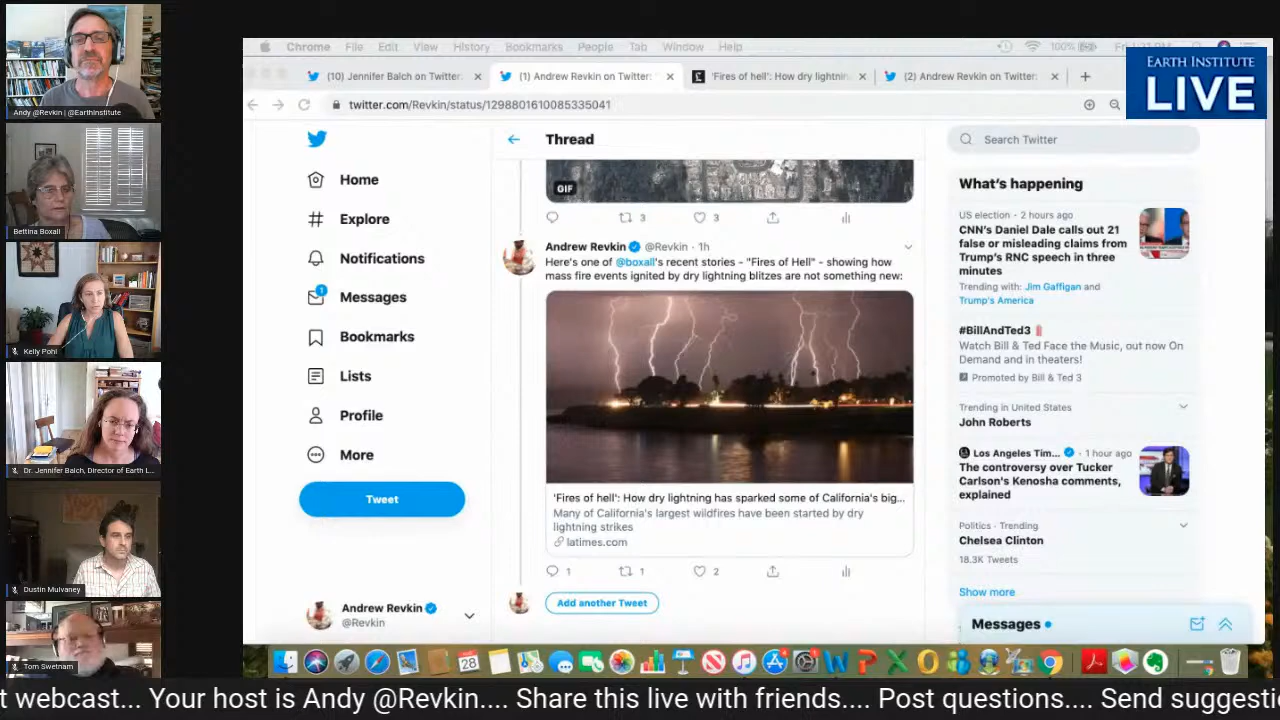 Andy @Revkin | @EarthInstitute
Bettina Boxall
Kelly Pohl
Dr. Jennifer Balch, Director of Earth L...
Dustin Mulvaney
Tom Swetnam
Chrome File Edit View History Bookmarks People Tab Window Help
100%
EARTH INSTITUTE
LIVE
(10) Jennifer Balch on Twitter.
(1) Andrew Revkin on Twitter:
'Fires of hell': How dry lightnin
(2) Andrew Revkin on Twitter:
twitter.com/Revkin/status/1298801610085335041
Home
Explore
Notifications
1
Messages
Bookmarks
Lists
Profile
More
Tweet
Andrew Revkin
@Revkin
Thread
GIF
3 3
Andrew Revkin @Revkin · 1h
Here's one of @boxall's recent stories - "Fires of Hell" - showing how
mass fire events ignited by dry lightning blitzes are not something new:
'Fires of hell': How dry lightning has sparked some of California's big...
Many of California's largest wildfires have been started by dry
lightning strikes
latimes.com
1 1 2
Add another Tweet
Search Twitter
What's happening
US election · 2 hours ago
CNN's Daniel Dale calls out 21
false or misleading claims from
Trump's RNC speech in three
minutes
Trending with: Jim Gaffigan and
Trump's America
#BillAndTed3
Watch Bill & Ted Face the Music, out now On
Demand and in theaters!
Promoted by Bill & Ted 3
Trending in United States
John Roberts
Los Angeles Tim... · 1 hour ago
The controversy over Tucker
Carlson's Kenosha comments,
explained
Politics · Trending
Chelsea Clinton
18.3K Tweets
Show more
Messages
28
t webcast... Your host is Andy @Revkin.... Share this live with friends.... Post questions.... Send suggestio